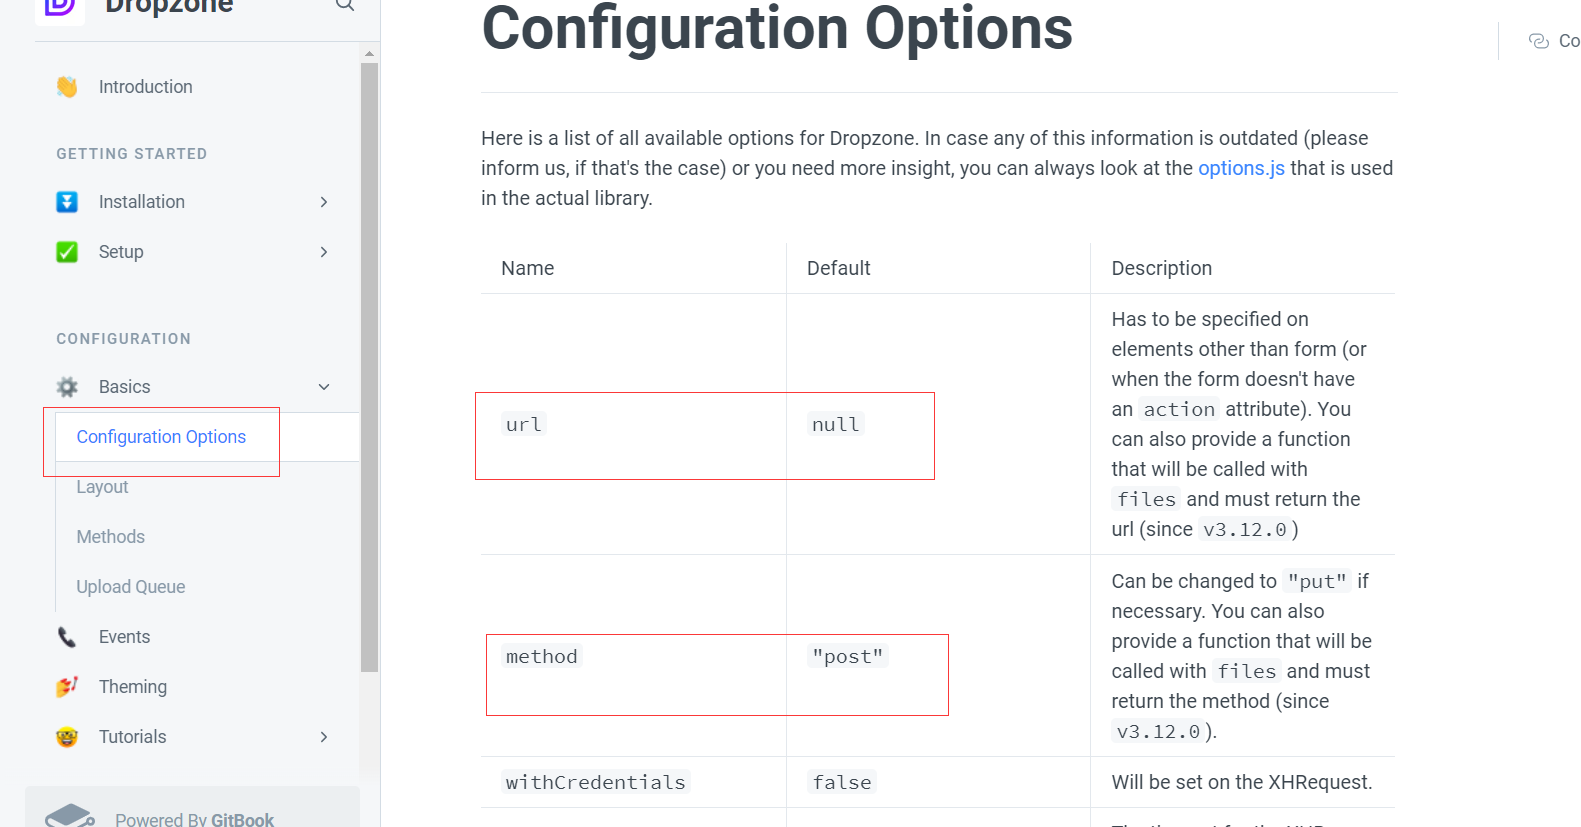 Dropzone
Introduction
GETTING STARTED
Installation
Setup
CONFIGURATION
Basics
Configuration Options
Layout
Methods
Upload Queue
Events
Theming
Tutorials
Powered By GitBook
Configuration Options
Co
Here is a list of all available options for Dropzone. In case any of this information is outdated (please
inform us, if that's the case) or you need more insight, you can always look at the options.js that is used
in the actual library.
Name Default Description
url null
Has to be specified on
elements other than form (or
when the form doesn't have
an action attribute). You
can also provide a function
that will be called with
files and must return the
url (since v3.12.0)
method "post"
Can be changed to "put" if
necessary. You can also
provide a function that will be
called with files and must
return the method (since
v3.12.0).
withCredentials false Will be set on the XHRequest.